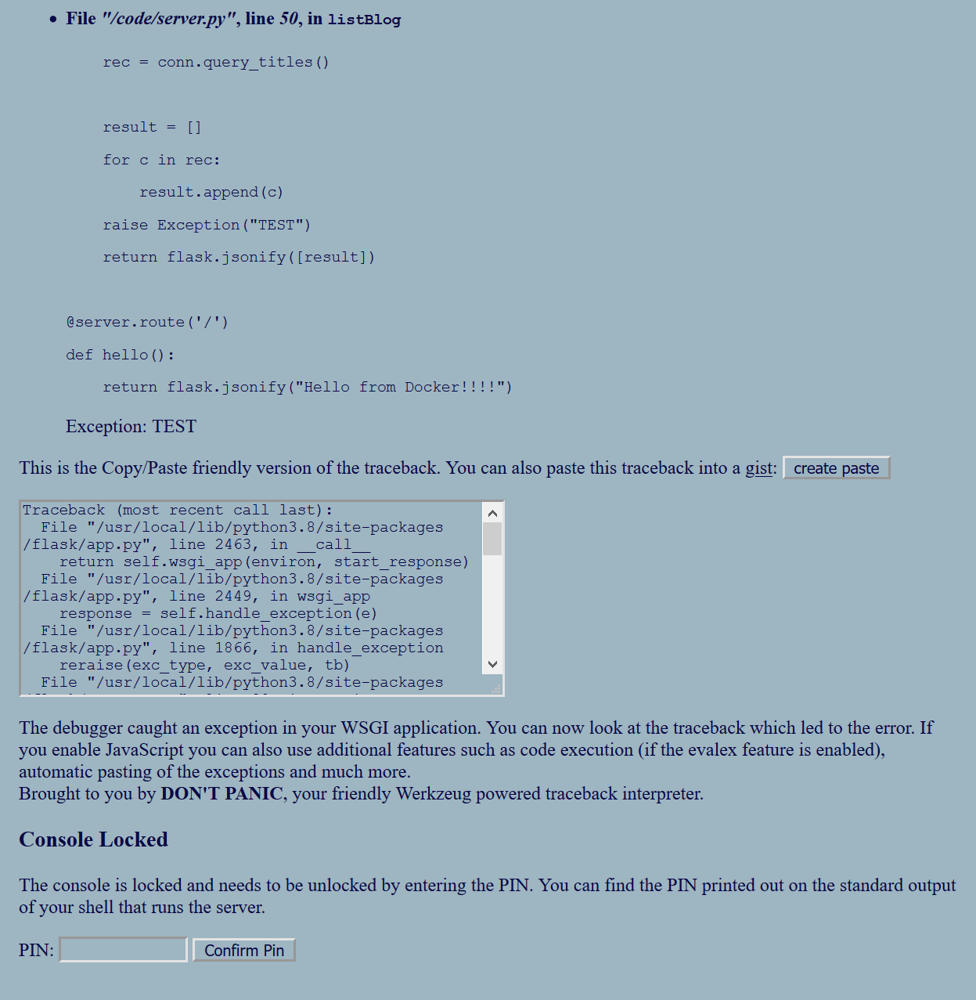 File "/code/server.py", line 50, in listBlog
rec = conn.query_titles()
result = []
for c in rec:
result.append(c)
raise Exception("TEST")
return flask.jsonify([result])
@server.route('/')
def hello():
return flask.jsonify("Hello from Docker!!!!")
Exception: TEST
This is the Copy/Paste friendly version of the traceback. You can also paste this traceback into a gist: create paste
Traceback (most recent call last):
File "/usr/local/lib/python3.8/site-packages
/flask/app.py", line 2463, in __call__
return self.wsgi_app(environ, start_response)
File "/usr/local/lib/python3.8/site-packages
/flask/app.py", line 2449, in wsgi_app
response = self.handle_exception(e)
File "/usr/local/lib/python3.8/site-packages
/flask/app.py", line 1866, in handle_exception
reraise(exc_type, exc_value, tb)
File "/usr/local/lib/python3.8/site-packages
The debugger caught an exception in your WSGI application. You can now look at the traceback which led to the error. If
you enable JavaScript you can also use additional features such as code execution (if the evalex feature is enabled),
automatic pasting of the exceptions and much more.
Brought to you by DON'T PANIC, your friendly Werkzeug powered traceback interpreter.
Console Locked
The console is locked and needs to be unlocked by entering the PIN. You can find the PIN printed out on the standard output
of your shell that runs the server.
PIN: Confirm Pin